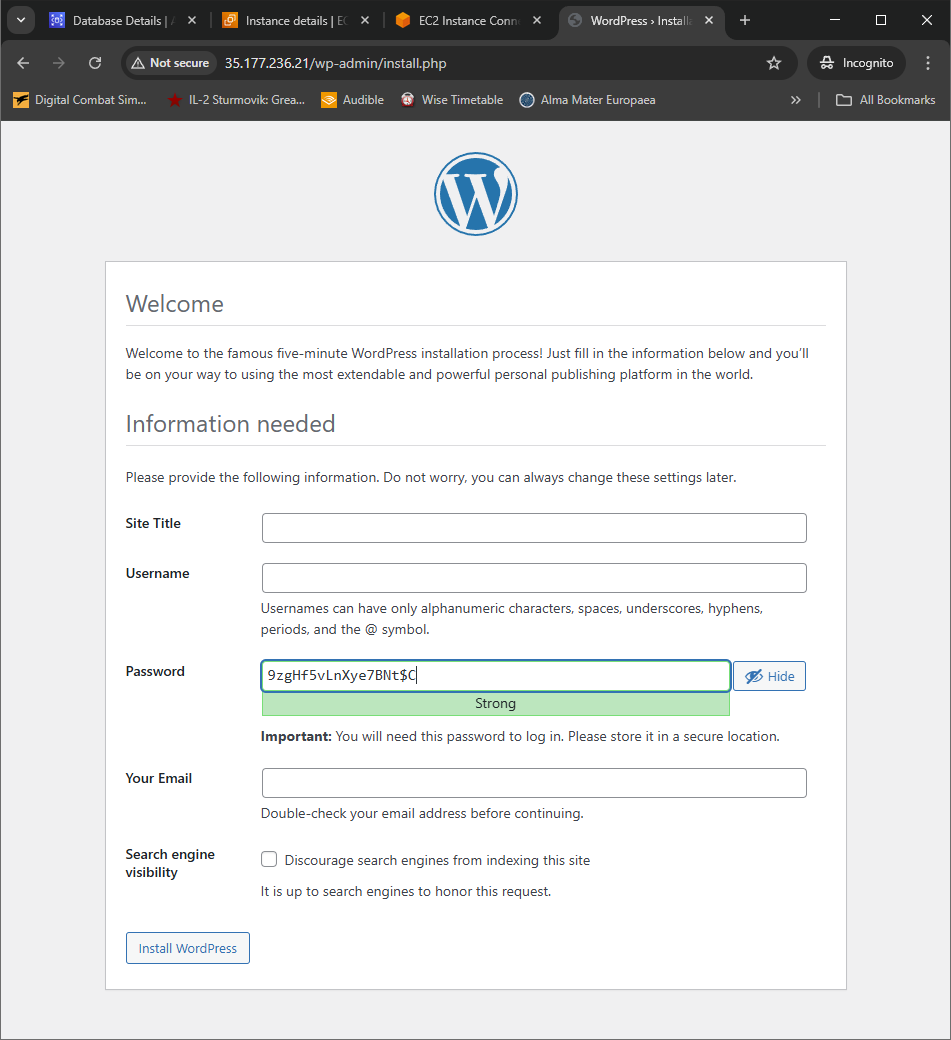 Database Details | A
Instance details | EC
EC2 Instance Conn
WordPress › Installa
Not secure
35.177.236.21/wp-admin/install.php
Incognito
Digital Combat Sim...
IL-2 Sturmovik: Grea...
Audible
Wise Timetable
Alma Mater Europaea
All Bookmarks
Welcome
Welcome to the famous five-minute WordPress installation process! Just fill in the information below and you’ll
be on your way to using the most extendable and powerful personal publishing platform in the world.
Information needed
Please provide the following information. Do not worry, you can always change these settings later.
Site Title
Username
Usernames can have only alphanumeric characters, spaces, underscores, hyphens,
periods, and the @ symbol.
Password
9zgHf5vLnXye7BNt$C
Hide
Strong
Important: You will need this password to log in. Please store it in a secure location.
Your Email
Double-check your email address before continuing.
Search engine
visibility
Discourage search engines from indexing this site
It is up to search engines to honor this request.
Install WordPress